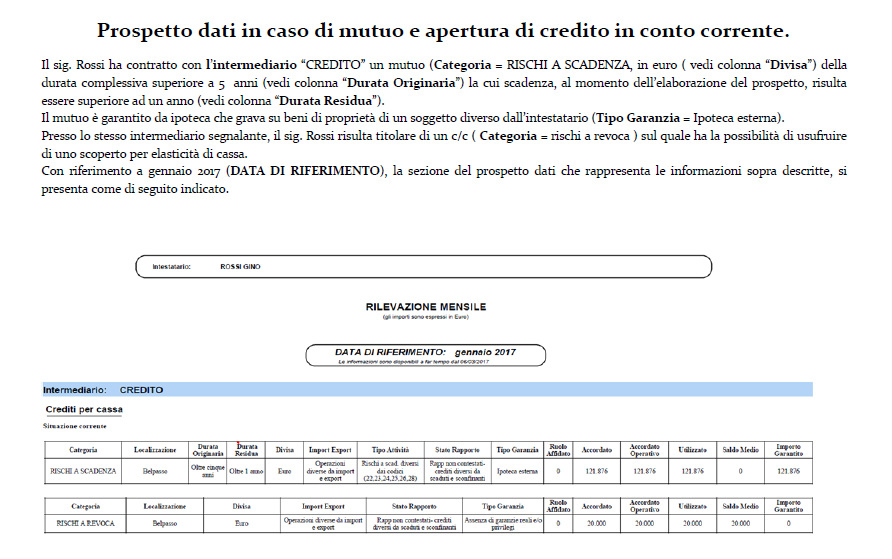 Prospetto dati in caso di mutuo e apertura di credito in conto corrente.
Il sig. Rossi ha contratto con l'intermediario “CREDITO” un mutuo (Categoria = RISCHI A SCADENZA, in euro ( vedi colonna “Divisa”) della
durata complessiva superiore a 5 anni (vedi colonna “Durata Originaria”) la cui scadenza, al momento dell'elaborazione del prospetto, risulta
essere superiore ad un anno (vedi colonna “Durata Residua”).
Il mutuo è garantito da ipoteca che grava su beni di proprietà di un soggetto diverso dall'intestatario (Tipo Garanzia = Ipoteca esterna).
Presso lo stesso intermediario segnalante, il sig. Rossi risulta titolare di un c/c ( Categoria = rischi a revoca ) sul quale ha la possibilità di usufruire
di uno scoperto per elasticità di cassa.
Con riferimento a gennaio 2017 (DATA DI RIFERIMENTO), la sezione del prospetto dati che rappresenta le informazioni sopra descritte, si
presenta come di seguito indicato.
Intestatario: ROSSI GINO
RILEVAZIONE MENSILE
(gli importi sono espressi in Euro)
DATA DI RIFERIMENTO: gennaio 2017
Le informazioni sono disponibili a far tempo dal 06/03/2017
Intermediario: CREDITO
Crediti per cassa
Situazione corrente
Categoria Localizzazione Durata Originaria Durata Residua Divisa Import Export Tipo Attività Stato Rapporto Tipo Garanzia Ruolo Affidato Accordato Accordato Operativo Utilizzato Saldo Medio Importo Garantito
RISCHI A SCADENZA Belpasso Oltre cinque anni Oltre 1 anno Euro Operazioni diverse da import e export Rischi a scad. diversi dai codici (22,23,24,25,26,28) Rapp non contestati- crediti diversi da scaduti e sconfinanti Ipoteca esterna 0 121.876 121.876 121.876 0 121.876
Categoria Localizzazione Divisa Import Export Stato Rapporto Tipo Garanzia Ruolo Affidato Accordato Accordato Operativo Utilizzato Saldo Medio Importo Garantito
RISCHI A REVOCA Belpasso Euro Operazioni diverse da import e export Rapp non contestati- crediti diversi da scaduti e sconfinanti Assenza di garanzie reali e/o privilegi 0 20.000 20.000 20.000 20.000 0